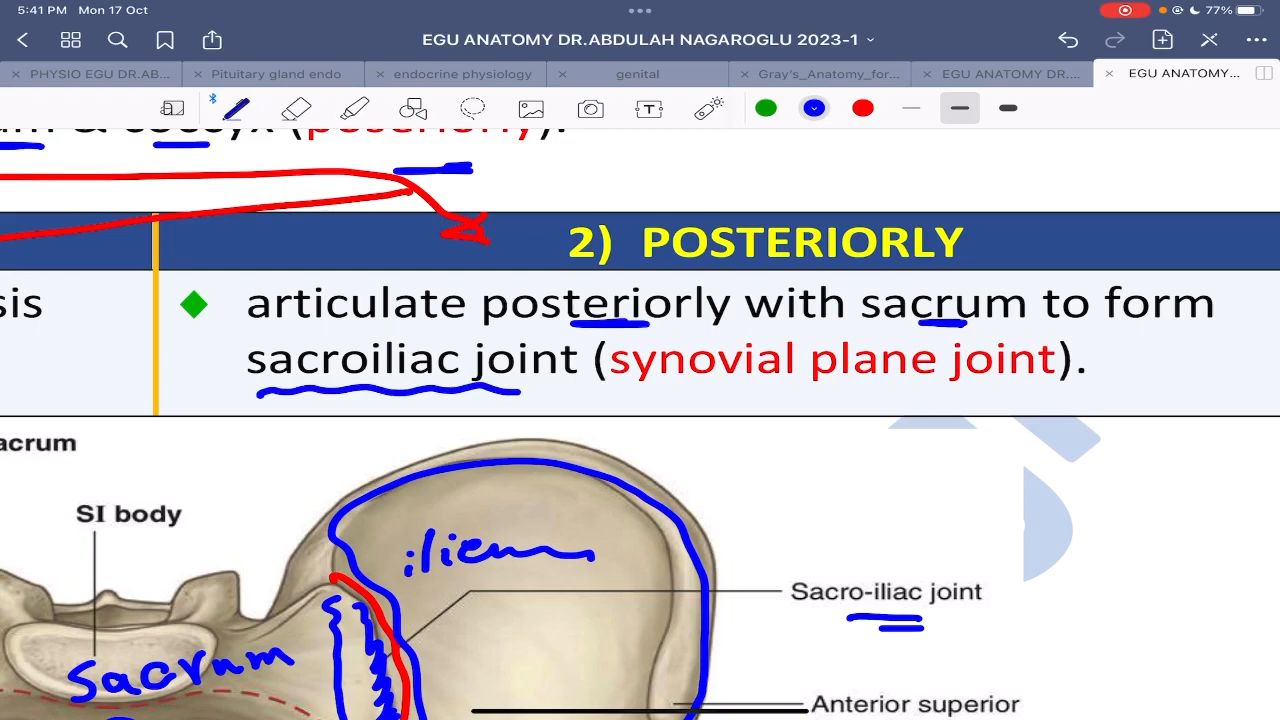 5:41 PM Mon 17 Oct
77%
EGU ANATOMY DR.ABDULAH NAGAROGLU 2023-1
PHYSIO EGU DR.AB...
Pituitary gland endo
endocrine physiology
genital
Gray's_Anatomy_for...
EGU ANATOMY DR....
EGU ANATOMY...
& coccyx (posteriorly).
2) POSTERIORLY
sis
articulate posteriorly with sacrum to form
sacroiliac joint (synovial plane joint).
acrum
SI body
ilium
Sacro-iliac joint
Sacrum
Anterior superior